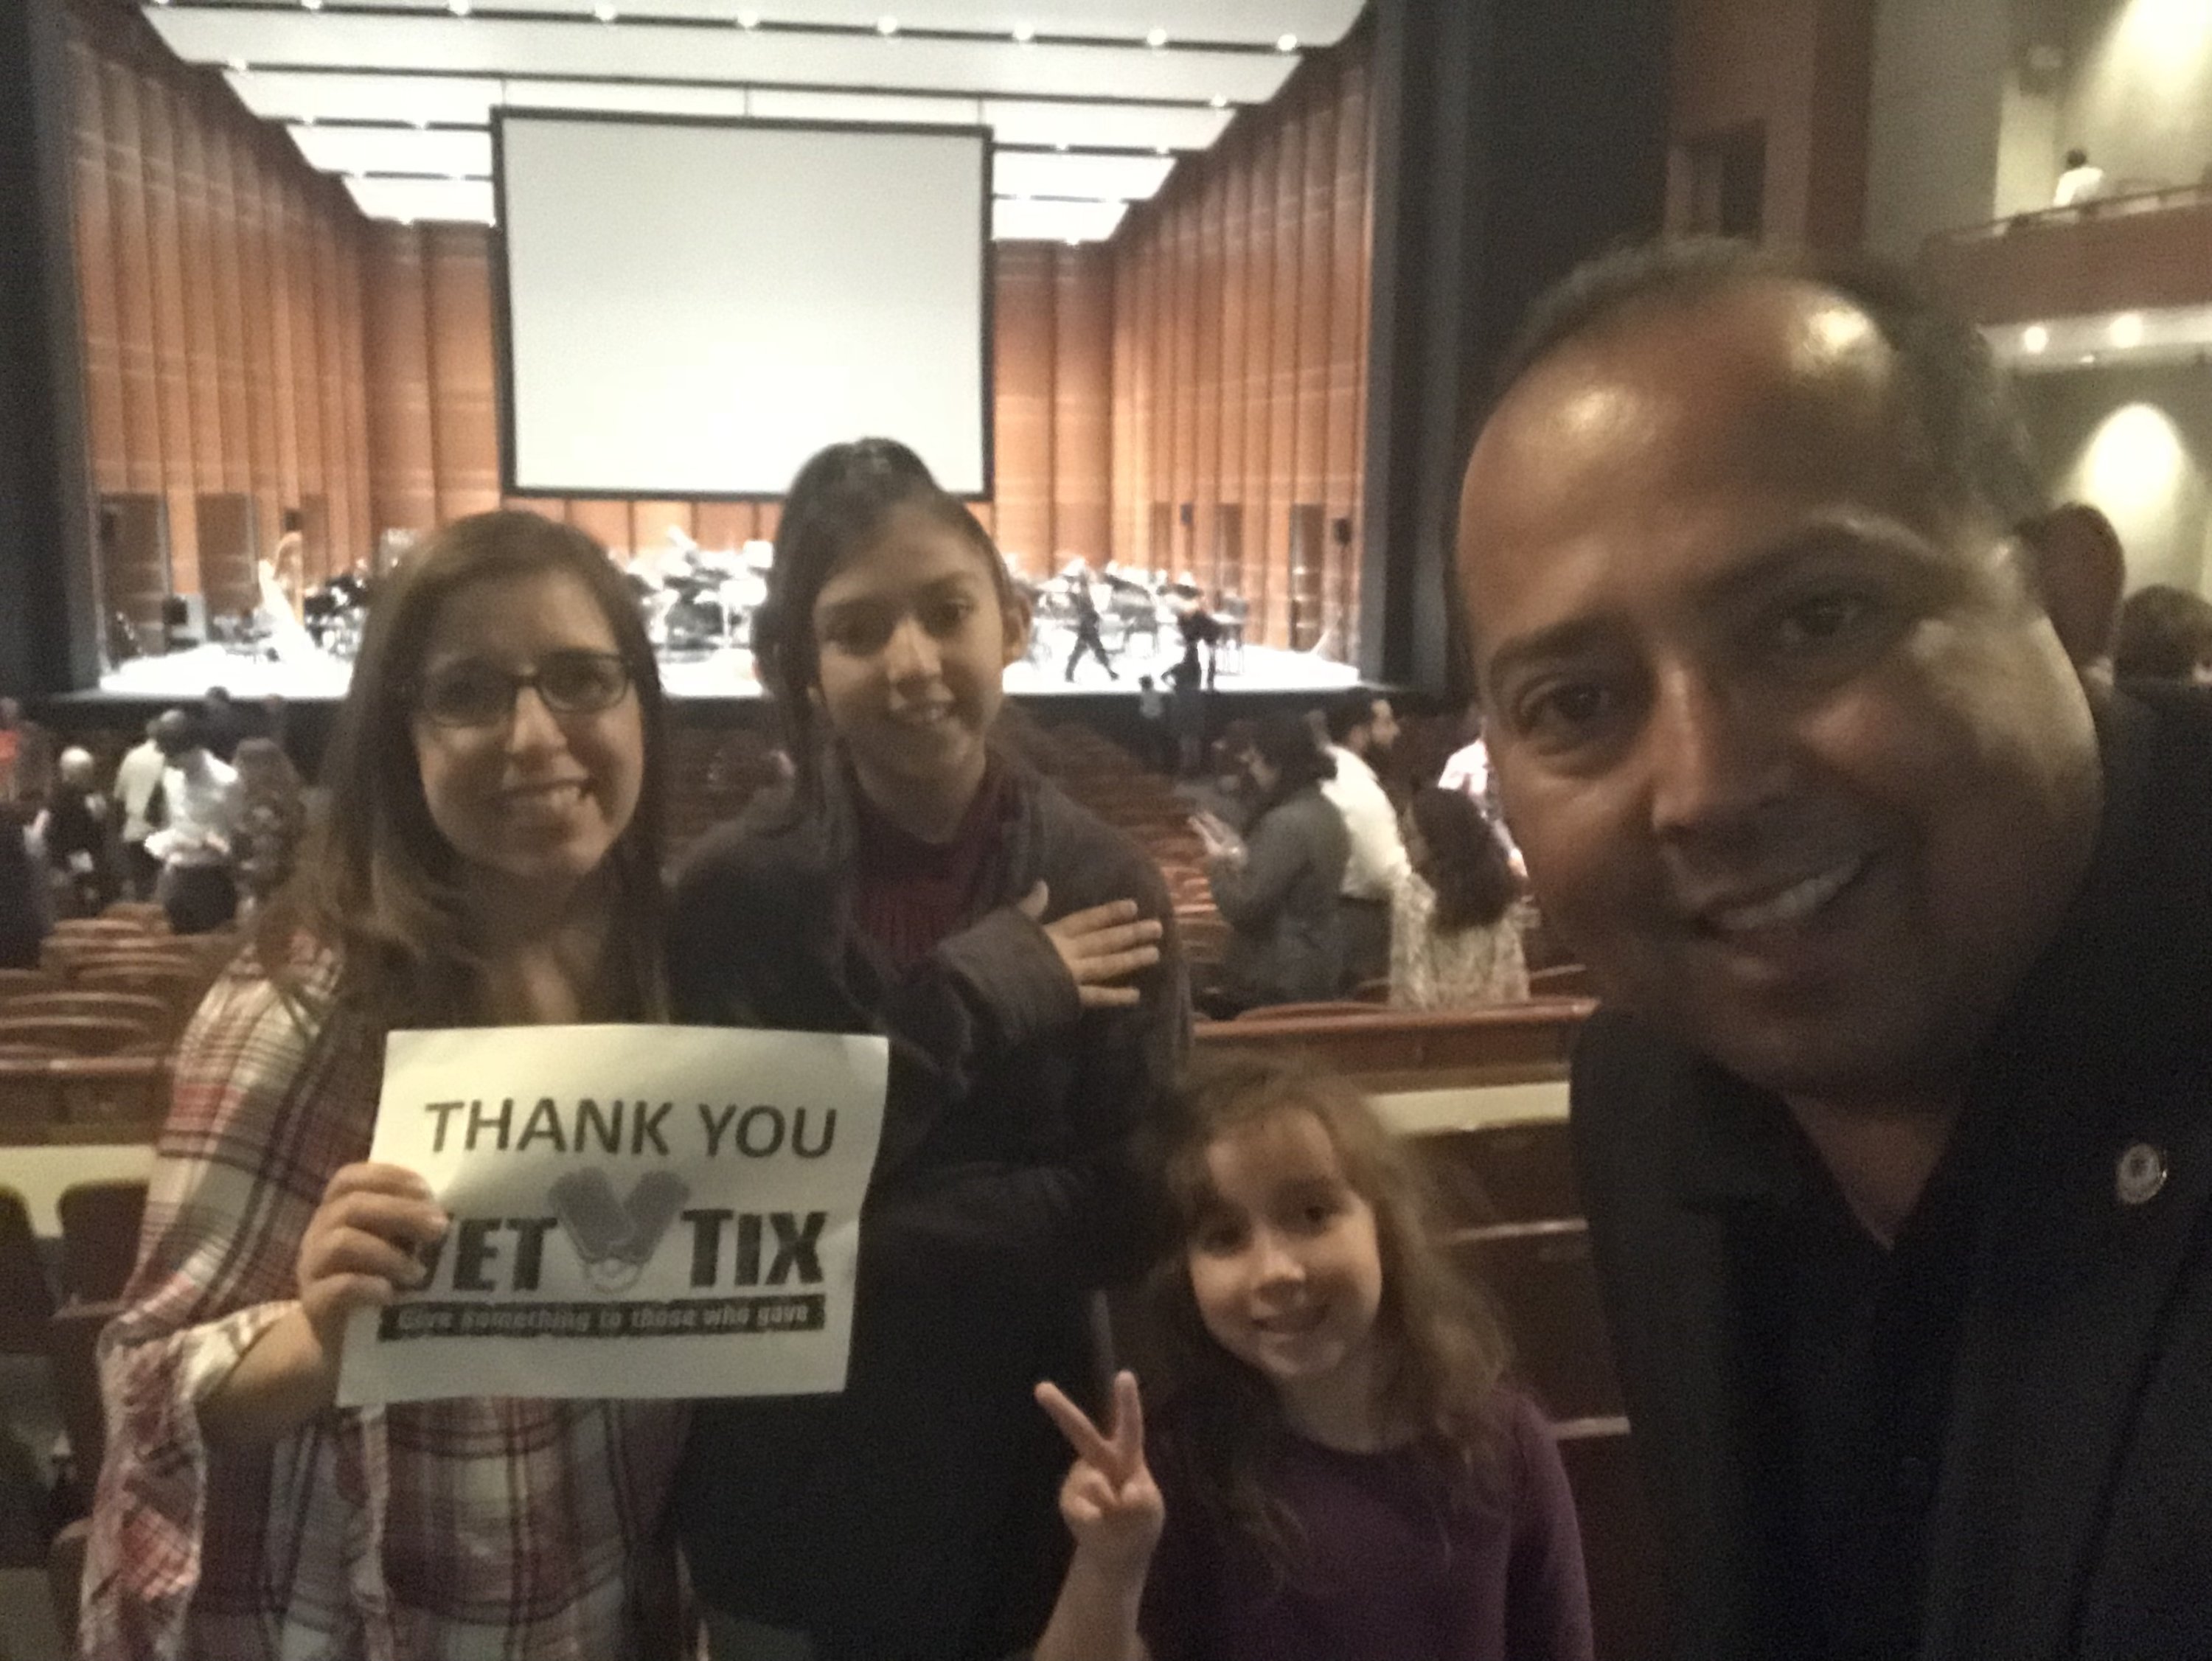 THANK YOU
VET TIX
Give something to those who gave